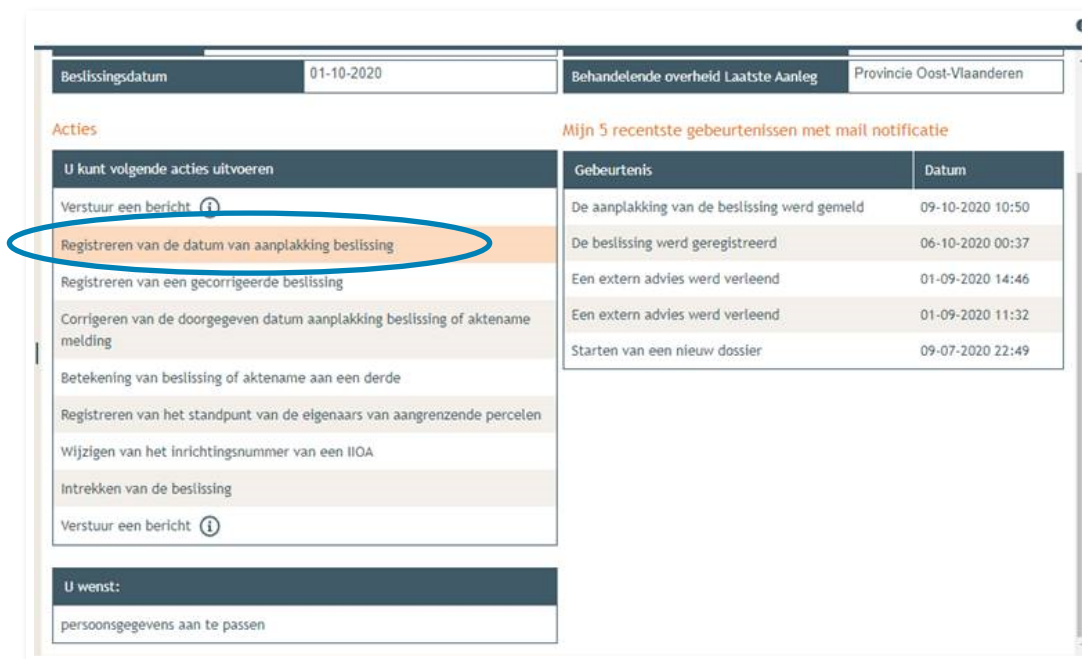 Beslissingsdatum 01-10-2020
Behandelende overheid Laatste Aanleg Provincie Oost-Vlaanderen
Acties
U kunt volgende acties uitvoeren
Verstuur een bericht i
Registreren van de datum van aanplakking beslissing
Registreren van een gecorrigeerde beslissing
Corrigeren van de doorgegeven datum aanplakking beslissing of aktename
melding
Betekening van beslissing of aktename aan een derde
Registreren van het standpunt van de eigenaars van aangrenzende percelen
Wijzigen van het inrichtingsnummer van een IIOA
Intrekken van de beslissing
Verstuur een bericht i
U wenst:
persoonsgegevens aan te passen
Mijn 5 recentste gebeurtenissen met mail notificatie
Gebeurtenis Datum
De aanplakking van de beslissing werd gemeld 09-10-2020 10:50
De beslissing werd geregistreerd 06-10-2020 00:37
Een extern advies werd verleend 01-09-2020 14:46
Een extern advies werd verleend 01-09-2020 11:32
Starten van een nieuw dossier 09-07-2020 22:49